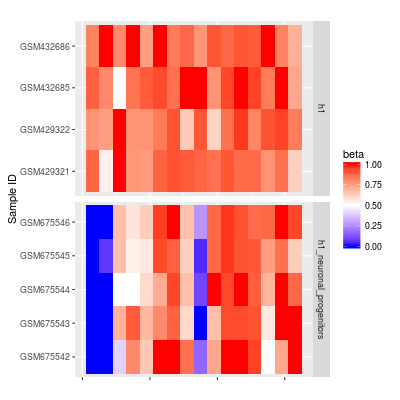 Sample ID
GSM432686
GSM432685
GSM429322
GSM429321
h1
GSM675546
GSM675545
GSM675544
GSM675543
GSM675542
h1_neuronal_progenitors
beta
1.00
0.75
0.50
0.25
0.00